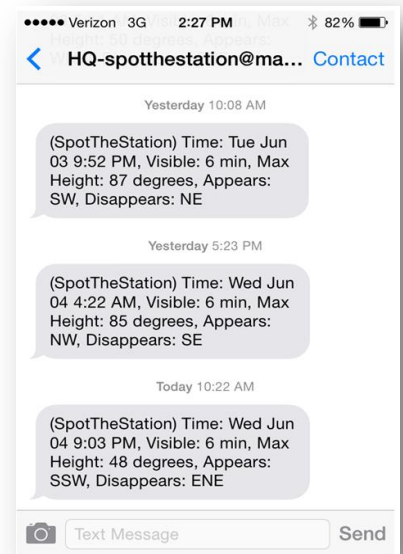 Verizon 3G 2:27 PM 82%
HQ-spotthestation@ma... Contact
Yesterday 10:08 AM
(SpotTheStation) Time: Tue Jun
03 9:52 PM, Visible: 6 min, Max
Height: 87 degrees, Appears:
SW, Disappears: NE
Yesterday 5:23 PM
(SpotTheStation) Time: Wed Jun
04 4:22 AM, Visible: 6 min, Max
Height: 85 degrees, Appears:
NW, Disappears: SE
Today 10:22 AM
(SpotTheStation) Time: Wed Jun
04 9:03 PM, Visible: 6 min, Max
Height: 48 degrees, Appears:
SSW, Disappears: ENE
Text Message Send